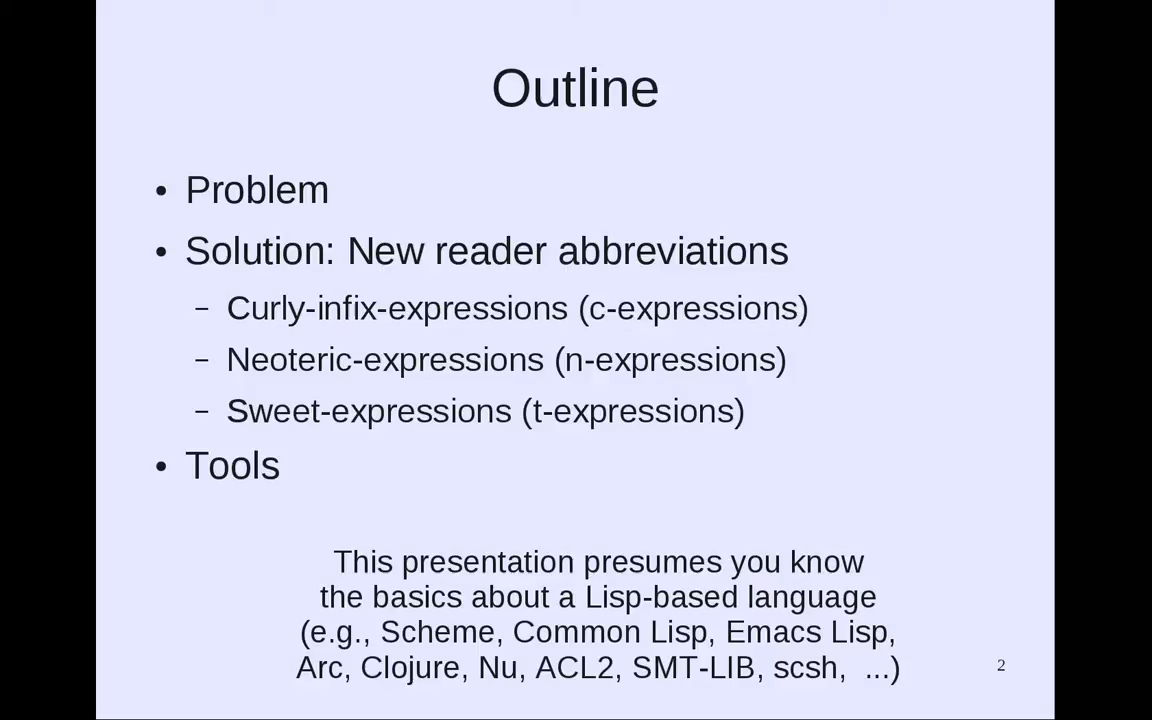 Outline
• Problem
• Solution: New reader abbreviations
– Curly-infix-expressions (c-expressions)
– Neoteric-expressions (n-expressions)
– Sweet-expressions (t-expressions)
• Tools
This presentation presumes you know
the basics about a Lisp-based language
(e.g., Scheme, Common Lisp, Emacs Lisp,
Arc, Clojure, Nu, ACL2, SMT-LIB, scsh,  ...)
2